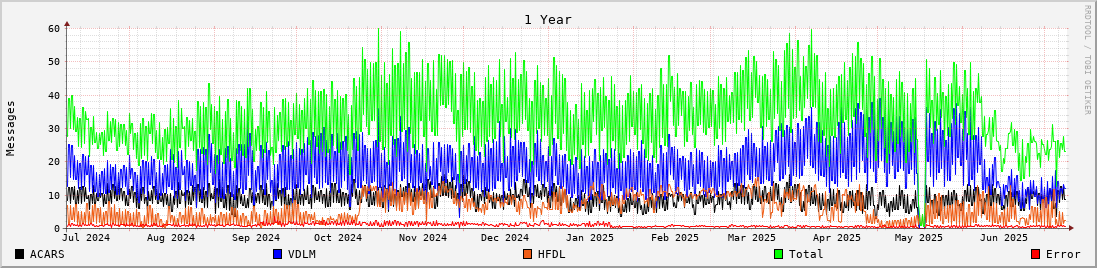 1 Year
RRDTOOL / TOBI OETIKER
Messages
60
50
40
30
20
10
0
Jul 2024 Aug 2024 Sep 2024 Oct 2024 Nov 2024 Dec 2024 Jan 2025 Feb 2025 Mar 2025 Apr 2025 May 2025 Jun 2025
ACARS VDLM HFDL Total Error